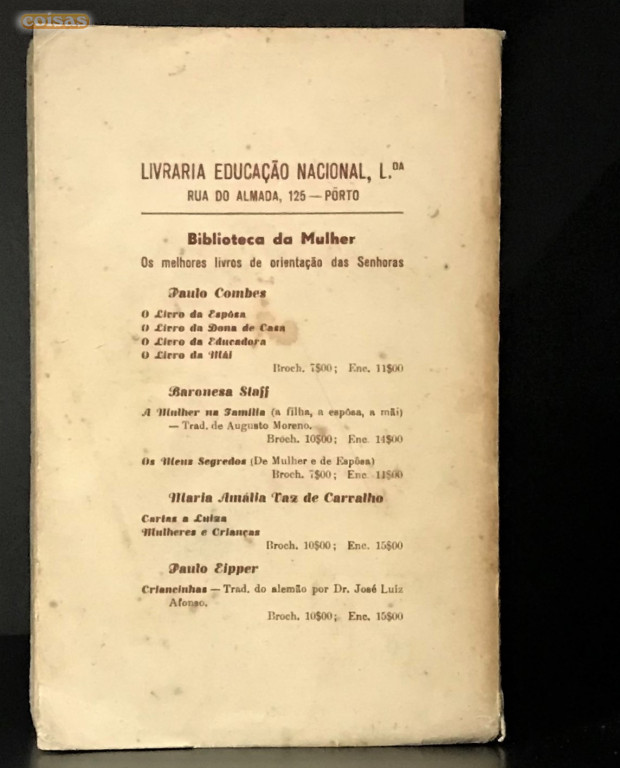 coisas
LIVRARIA EDUCAÇÃO NACIONAL, L.DA
RUA DO ALMADA, 125 — PÔRTO
Biblioteca da Mulher
Os melhores livros de orientação das Senhoras
Paulo Combes
O Livro da Espôsa
O Livro da Dona de Casa
O Livro da Educadora
O Livro da Mãi
Broch. 7$00; Enc. 11$00
Baronesa Staff
A Mulher na Família (a filha, a espôsa, a mãi)
— Trad. de Augusto Moreno.
Broch. 10$00; Enc. 14$00
Os Meus Segredos (De Mulher e de Espôsa)
Broch. 7$00; Enc. 11$00
Maria Amália Vaz de Carvalho
Cartas a Luiza
Mulheres e Crianças
Broch. 10$00; Enc. 15$00
Paulo Eipper
Criancinhas — Trad. do alemão por Dr. José Luiz
Afonso.
Broch. 10$00; Enc. 15$00